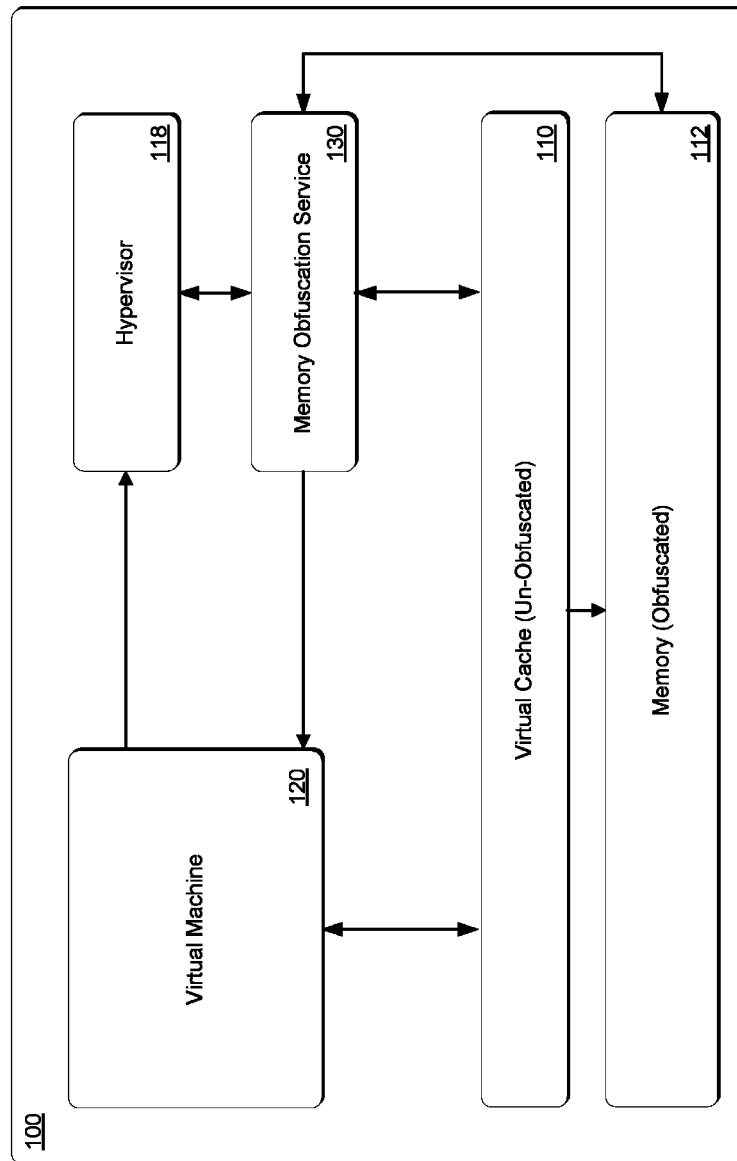 100
Virtual Machine
120
Hypervisor
118
Memory Obfuscation Service
130
Virtual Cache (Un-Obfuscated)
110
Memory (Obfuscated)
112